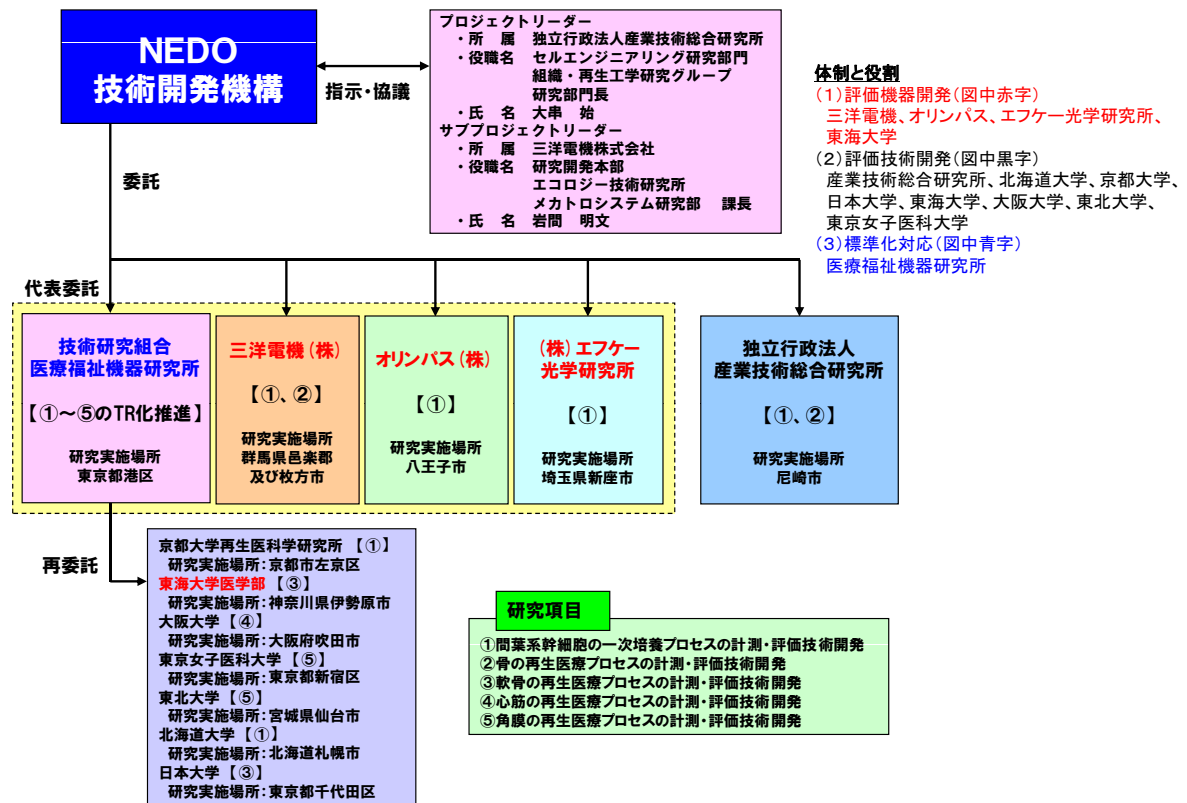 NEDO
技術開発機構
指示・協議
プロジェクトリーダー
・所　属　独立行政法人産業技術総合研究所
・役職名　セルエンジニアリング研究部門
組織・再生工学研究グループ
研究部門長
・氏　名　大串　始
サブプロジェクトリーダー
・所　属　三洋電機株式会社
・役職名　研究開発本部
エコロジー技術研究所
メカトロシステム研究部　課長
・氏　名　岩間　明文
体制と役割
(1)評価機器開発(図中赤字)
三洋電機、オリンパス、エフケー光学研究所、
東海大学
(2)評価技術開発(図中黒字)
産業技術総合研究所、北海道大学、京都大学、
日本大学、東海大学、大阪大学、東北大学、
東京女子医科大学
(3)標準化対応(図中青字)
医療福祉機器研究所
委託
代表委託
技術研究組合
医療福祉機器研究所
【①～⑤のTR化推進】
研究実施場所
東京都港区
三洋電機(株)
【①、②】
研究実施場所
群馬県邑楽郡
及び枚方市
オリンパス(株)
【①】
研究実施場所
八王子市
(株)エフケー
光学研究所
【①】
研究実施場所
埼玉県新座市
独立行政法人
産業技術総合研究所
【①、②】
研究実施場所
尼崎市
再委託
京都大学再生医科学研究所　【①】
研究実施場所：京都市左京区
東海大学医学部　【③】
研究実施場所：神奈川県伊勢原市
大阪大学　【④】
研究実施場所：大阪府吹田市
東京女子医科大学　【⑤】
研究実施場所：東京都新宿区
東北大学　【⑤】
研究実施場所：宮城県仙台市
北海道大学　【①】
研究実施場所：北海道札幌市
日本大学　【③】
研究実施場所：東京都千代田区
研究項目
①間葉系幹細胞の一次培養プロセスの計測・評価技術開発
②骨の再生医療プロセスの計測・評価技術開発
③軟骨の再生医療プロセスの計測・評価技術開発
④心筋の再生医療プロセスの計測・評価技術開発
⑤角膜の再生医療プロセスの計測・評価技術開発